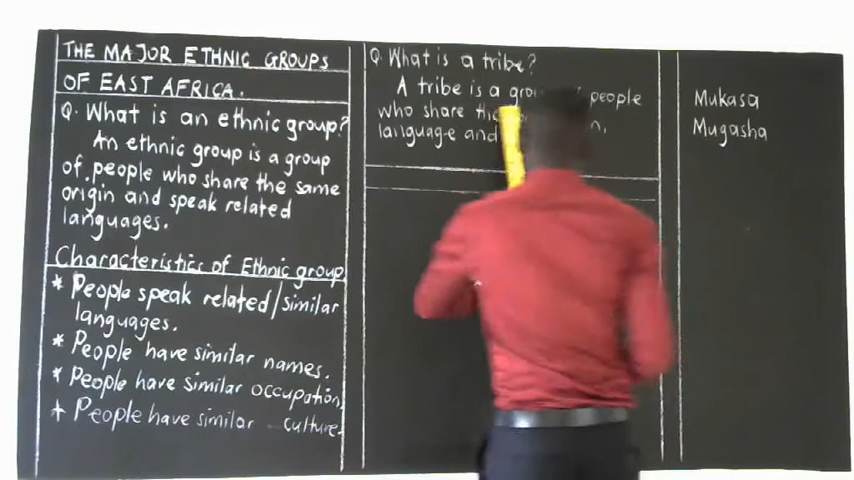 THE MAJOR ETHNIC GROUPS
OF EAST AFRICA.
Q. What is an ethnic group?
An ethnic group is a group
of people who share the same
origin and speak related
languages.
Characteristics of Ethnic group
* People speak related/similar
languages.
* People have similar names.
* People have similar occupation.
* People have similar culture.
Q. What is a tribe?
A tribe is a people
who share
language and
Mukasa
Mugasha